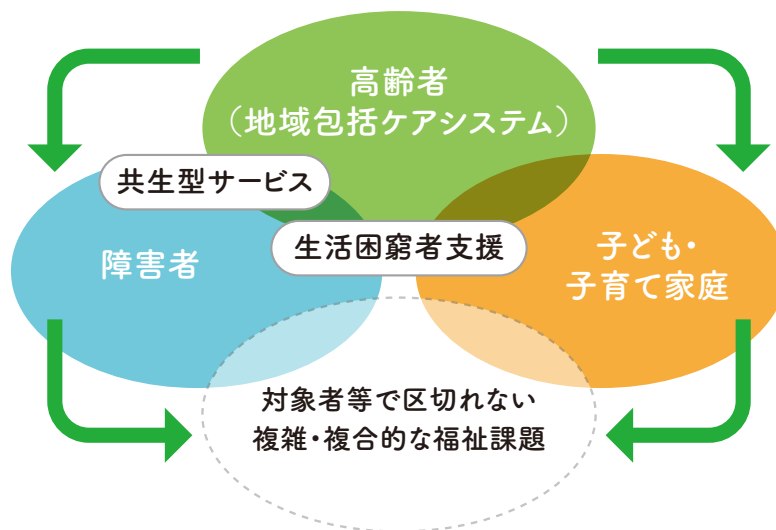 高齢者
（地域包括ケアシステム）
共生型サービス
障害者
生活困窮者支援
子ども・
子育て家庭
対象者等で区切れない
複雑・複合的な福祉課題